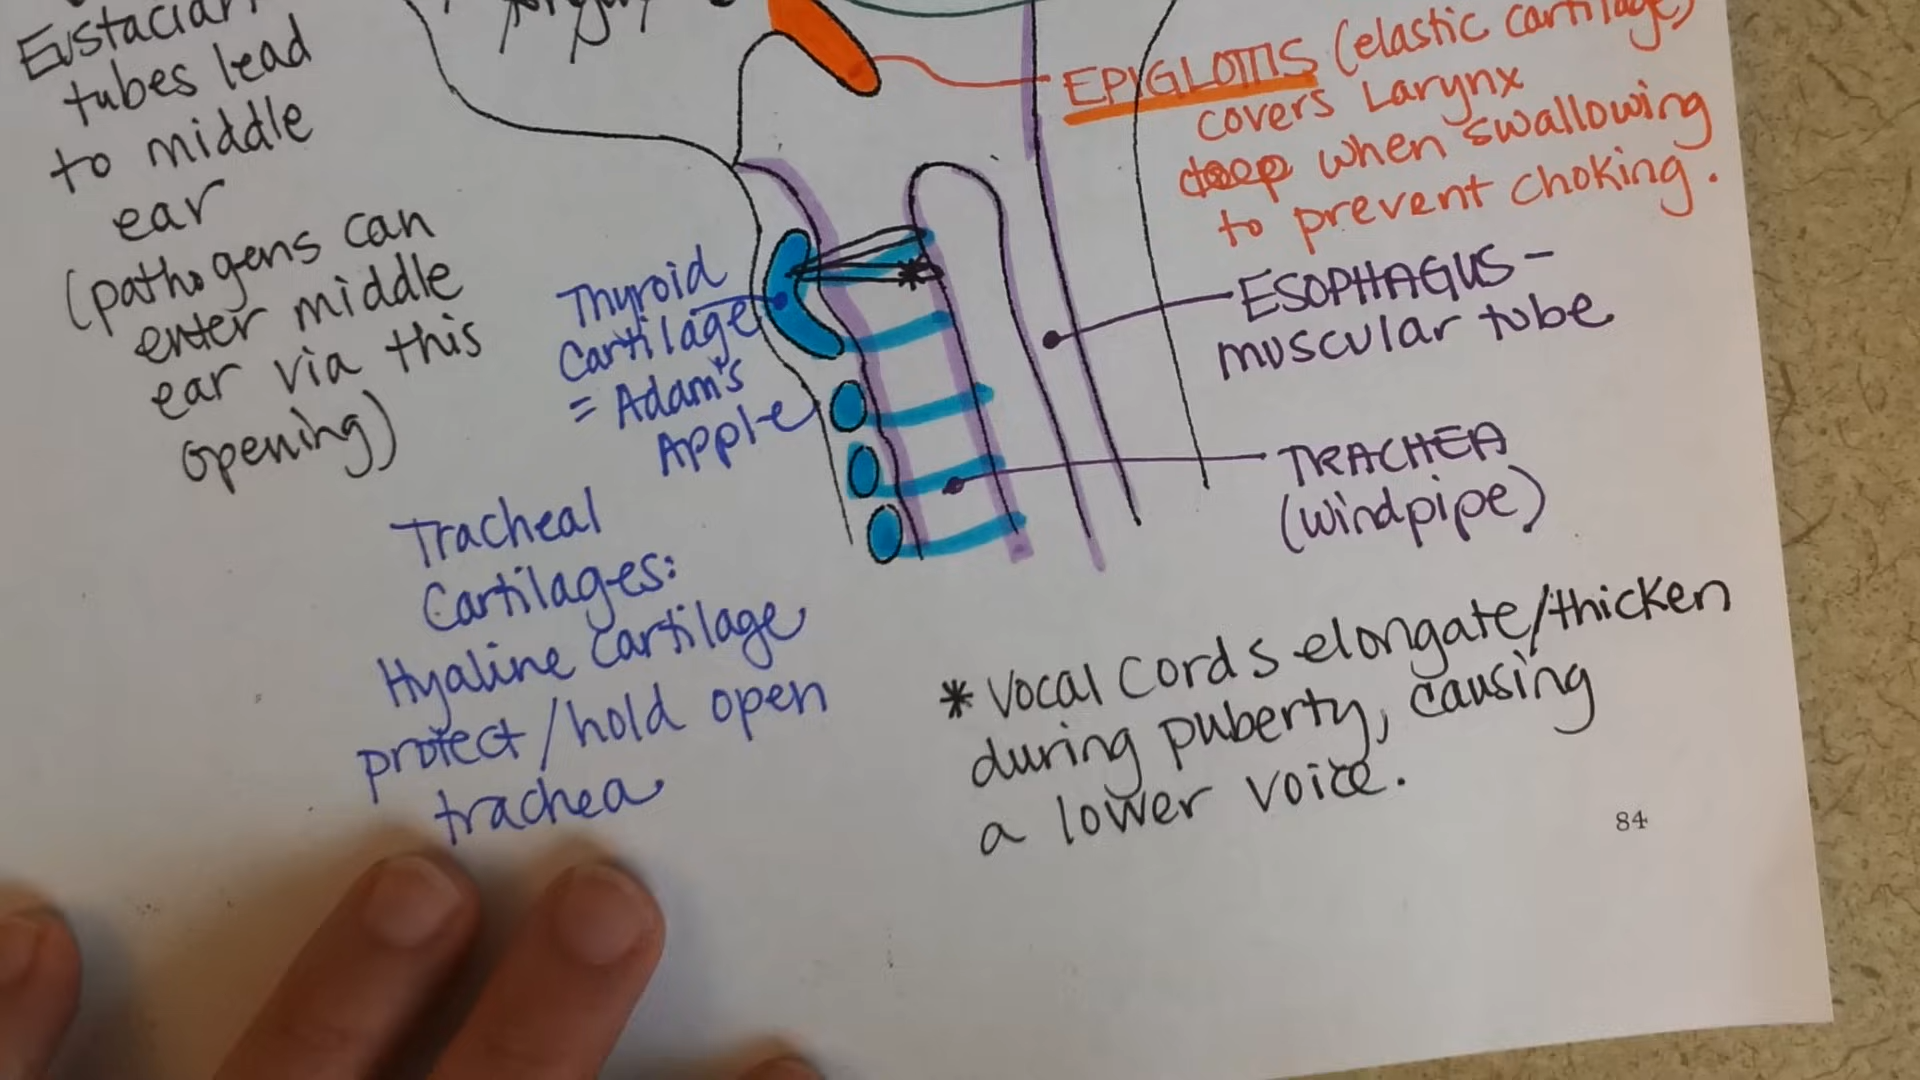 Eustachian
tubes lead
to middle
ear
(pathogens can
enter middle
ear via this
opening)
EPIGLOTTIS (elastic cartilage)
covers Larynx
when swallowing
to prevent choking.
Thyroid
Cartilage
= Adam's
Apple
ESOPHAGUS -
muscular tube
TRACHEA
(windpipe)
Tracheal
Cartilages:
Hyaline Cartilage
protect/hold open
trachea
* Vocal Cords elongate/thicken
during puberty, causing
a lower voice.
84